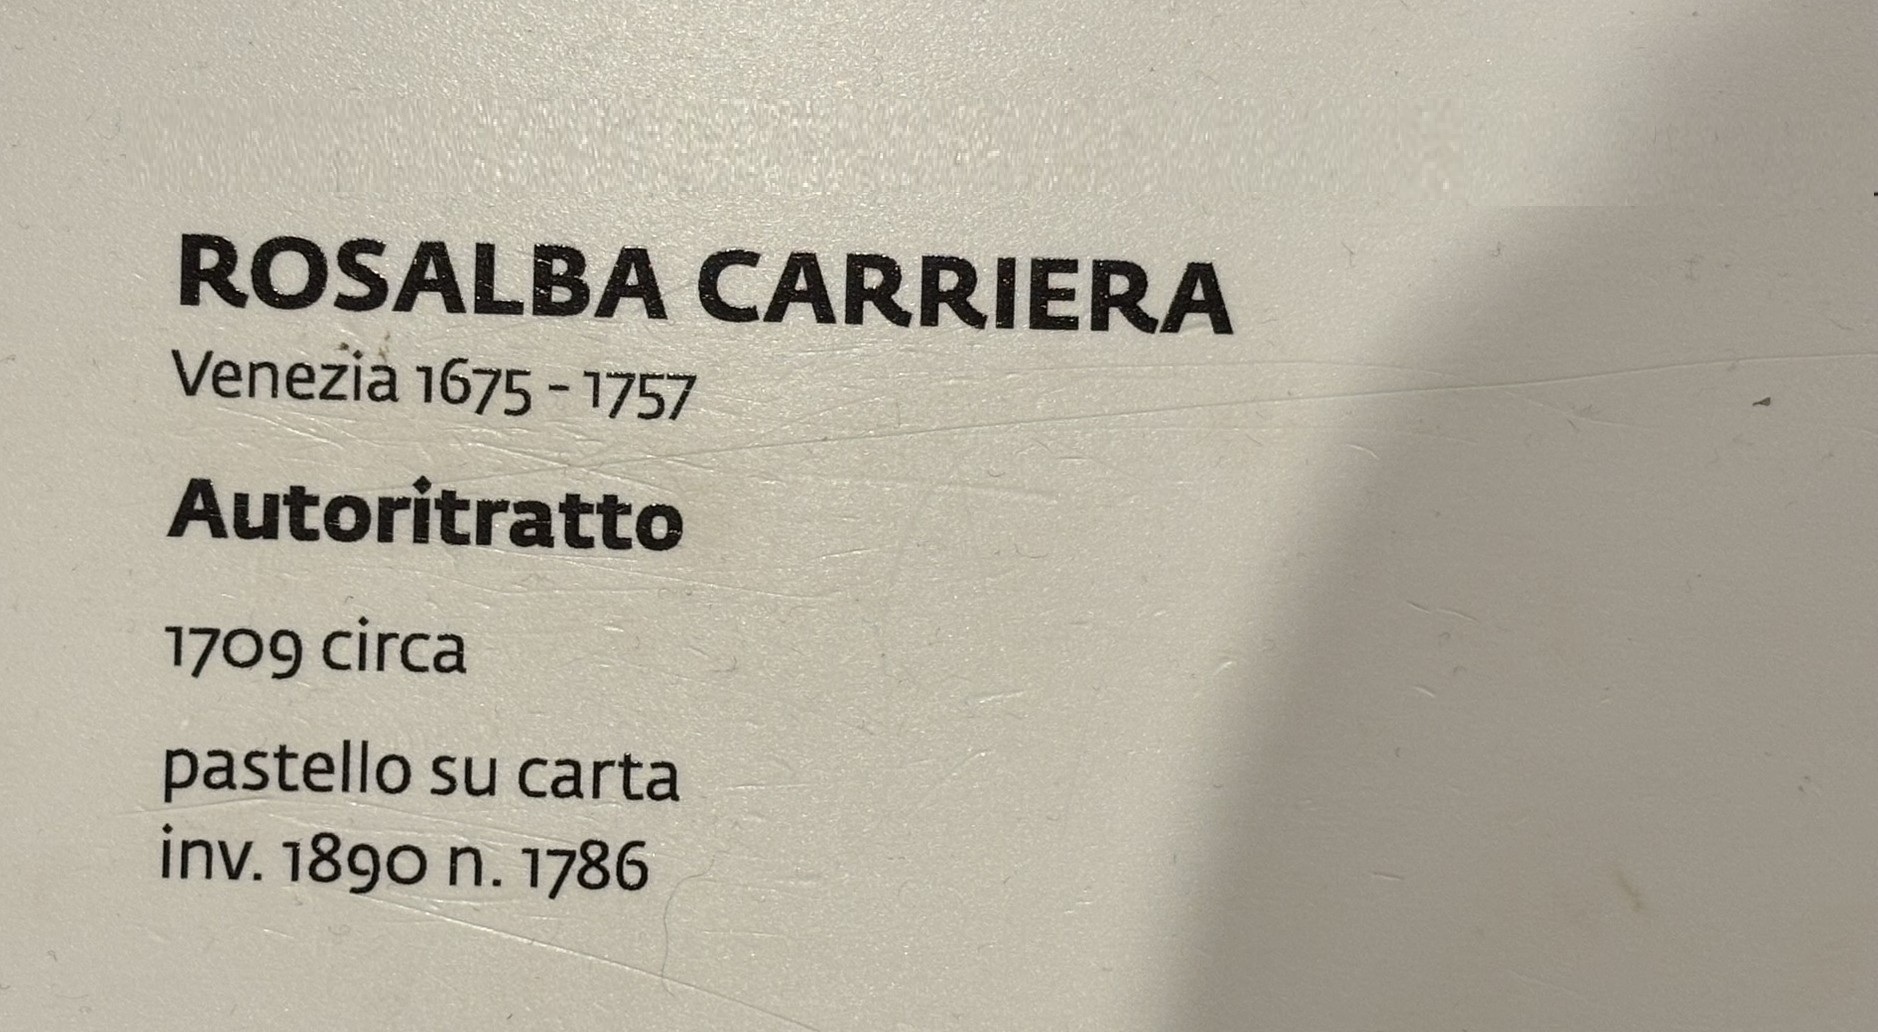 ROSALBA CARRIERA
Venezia 1675 - 1757
Autoritratto
1709 circa
pastello su carta
inv. 1890 n. 1786